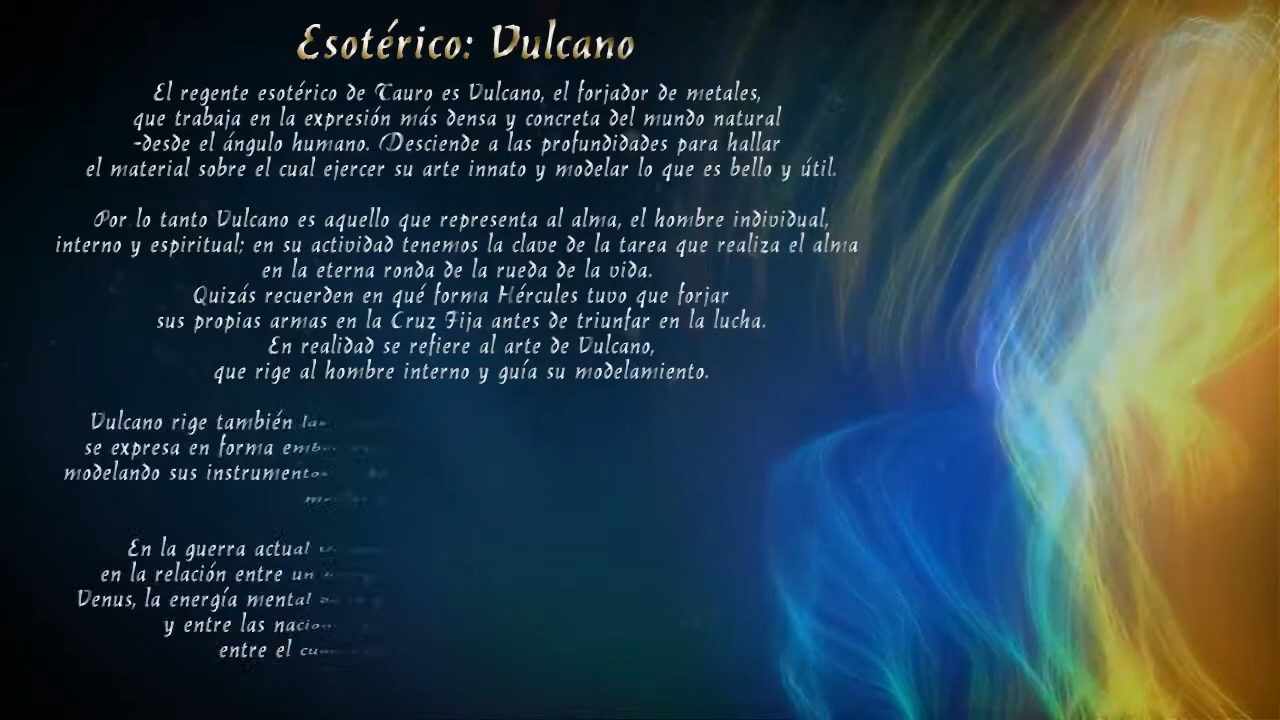 Esotérico: Vulcano
El regente esotérico de Tauro es Vulcano, el forjador de metales,
que trabaja en la expresión más densa y concreta del mundo natural
-desde el ángulo humano. Desciende a las profundidades para hallar
el material sobre el cual ejercer su arte innato y modelar lo que es bello y útil.
Por lo tanto Vulcano es aquello que representa al alma, el hombre individual,
interno y espiritual; en su actividad tenemos la clave de la tarea que realiza el alma
en la eterna ronda de la rueda de la vida.
Quizás recuerden en qué forma Hércules tuvo que forjar
sus propias armas en la Cruz Fija antes de triunfar en la lucha.
En realidad se refiere al arte de Vulcano,
que rige al hombre interno y guía su modelamiento.
Vulcano rige también
se expresa en forma
modelando sus
En la guerra actual
en la relación entre un
Venus, la energía mental
y entre las
entre el